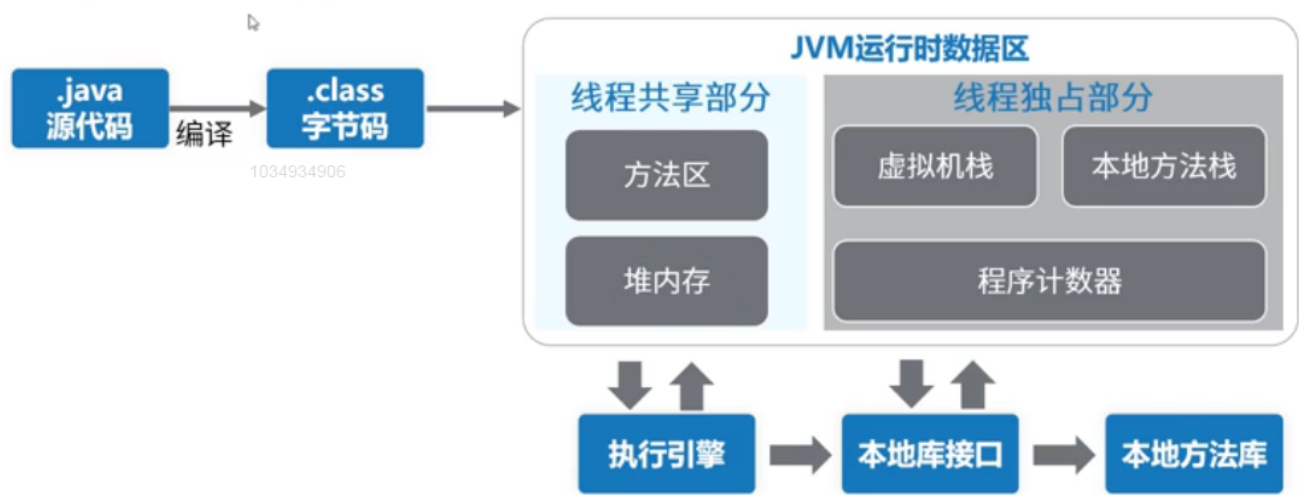 JVM运行时数据区
.java
源代码
编译
.class
字节码
1034934906
线程共享部分
方法区
堆内存
线程独占部分
虚拟机栈
本地方法栈
程序计数器
执行引擎
本地库接口
本地方法库